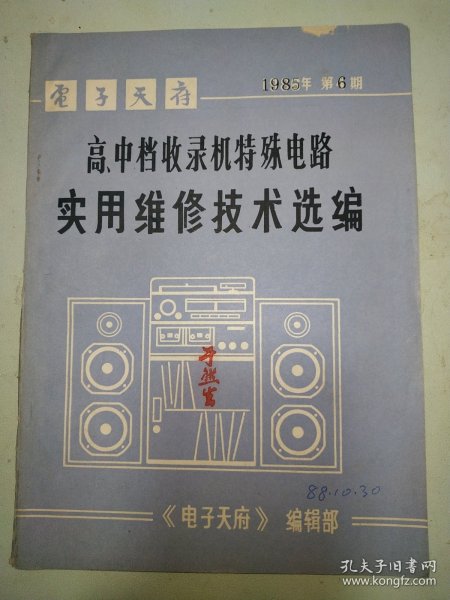 電子天府
1985年 第6期
高、中档收录机特殊电路
实用维修技术选编
88.10.30
《电子天府》 编辑部
孔夫子旧书网
www.kongfz.com